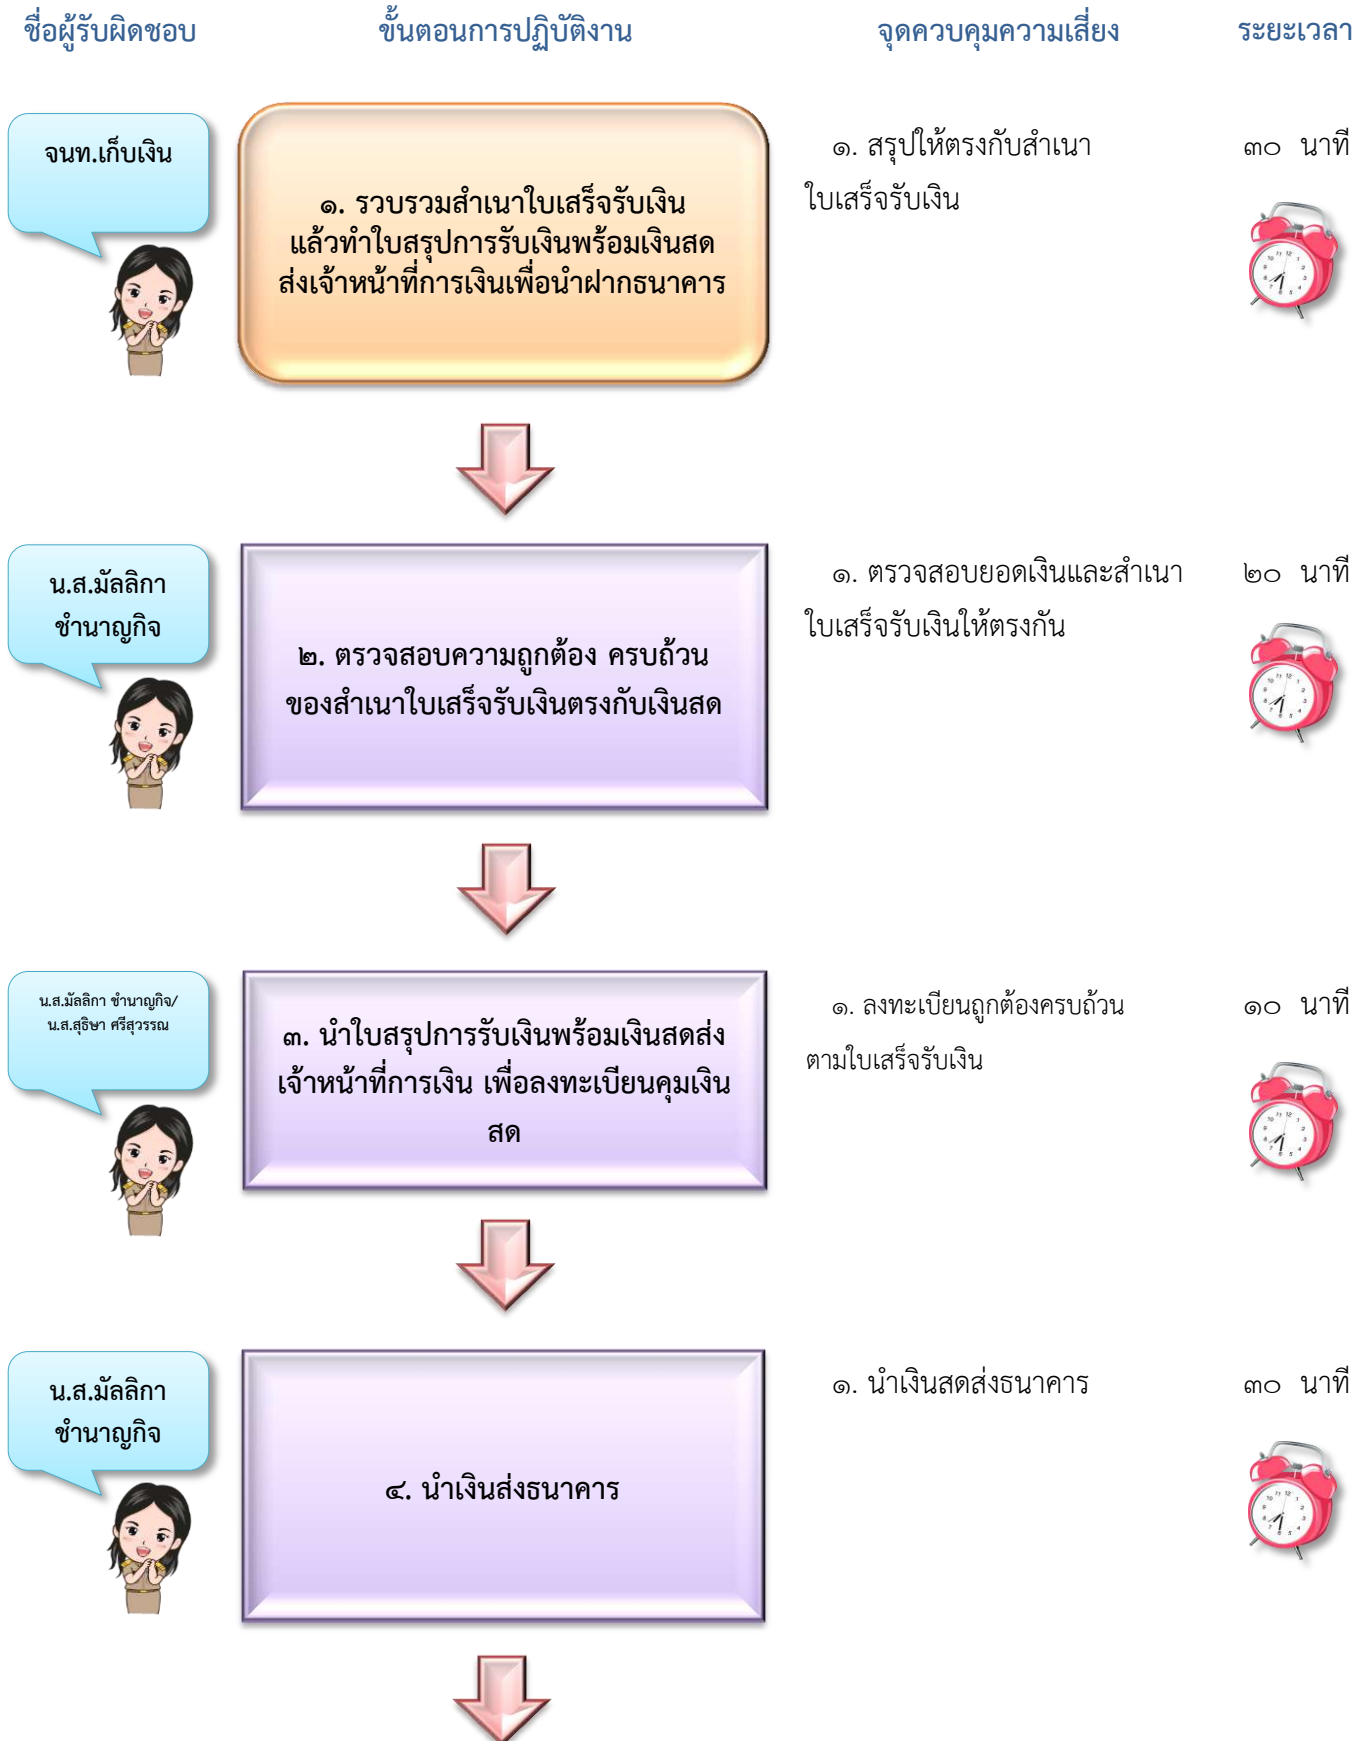 ชื่อผู้รับผิดชอบ ขั้นตอนการปฏิบัติงาน จุดควบคุมความเสี่ยง ระยะเวลา
จนท.เก็บเงิน
๑. รวบรวมสำเนาใบเสร็จรับเงิน
แล้วทำใบสรุปการรับเงินพร้อมเงินสด
ส่งเจ้าหน้าที่การเงินเพื่อนำฝากธนาคาร
๑. สรุปให้ตรงกับสำเนา
ใบเสร็จรับเงิน
๓๐ นาที
น.ส.มัลลิกา
ชำนาญกิจ
๒. ตรวจสอบความถูกต้อง ครบถ้วน
ของสำเนาใบเสร็จรับเงินตรงกับเงินสด
๑. ตรวจสอบยอดเงินและสำเนา
ใบเสร็จรับเงินให้ตรงกัน
๒๐ นาที
น.ส.มัลลิกา ชำนาญกิจ/
น.ส.สุธิษา ศรีสุวรรณ
๓. นำใบสรุปการรับเงินพร้อมเงินสดส่ง
เจ้าหน้าที่การเงิน เพื่อลงทะเบียนคุมเงิน
สด
๑. ลงทะเบียนถูกต้องครบถ้วน
ตามใบเสร็จรับเงิน
๑๐ นาที
น.ส.มัลลิกา
ชำนาญกิจ
๔. นำเงินส่งธนาคาร
๑. นำเงินสดส่งธนาคาร
๓๐ นาที